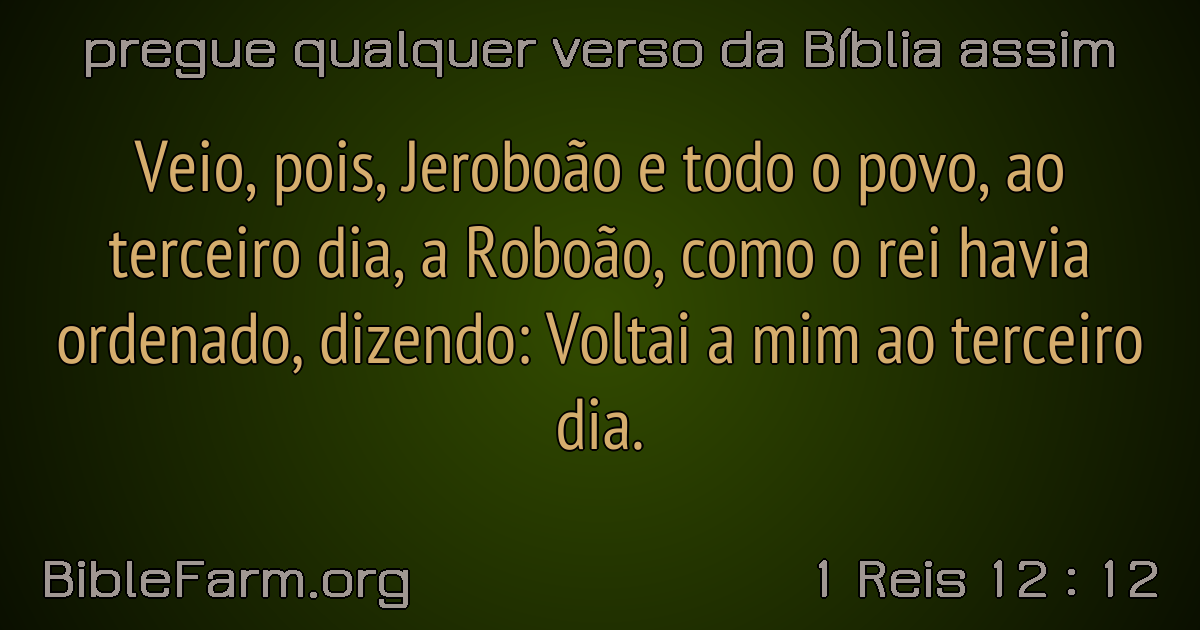 pregue qualquer verso da Bíblia assim
Veio, pois, Jeroboão e todo o povo, ao
terceiro dia, a Roboão, como o rei havia
ordenado, dizendo: Voltai a mim ao terceiro
dia.
BibleFarm.org
1 Reis 12 : 12